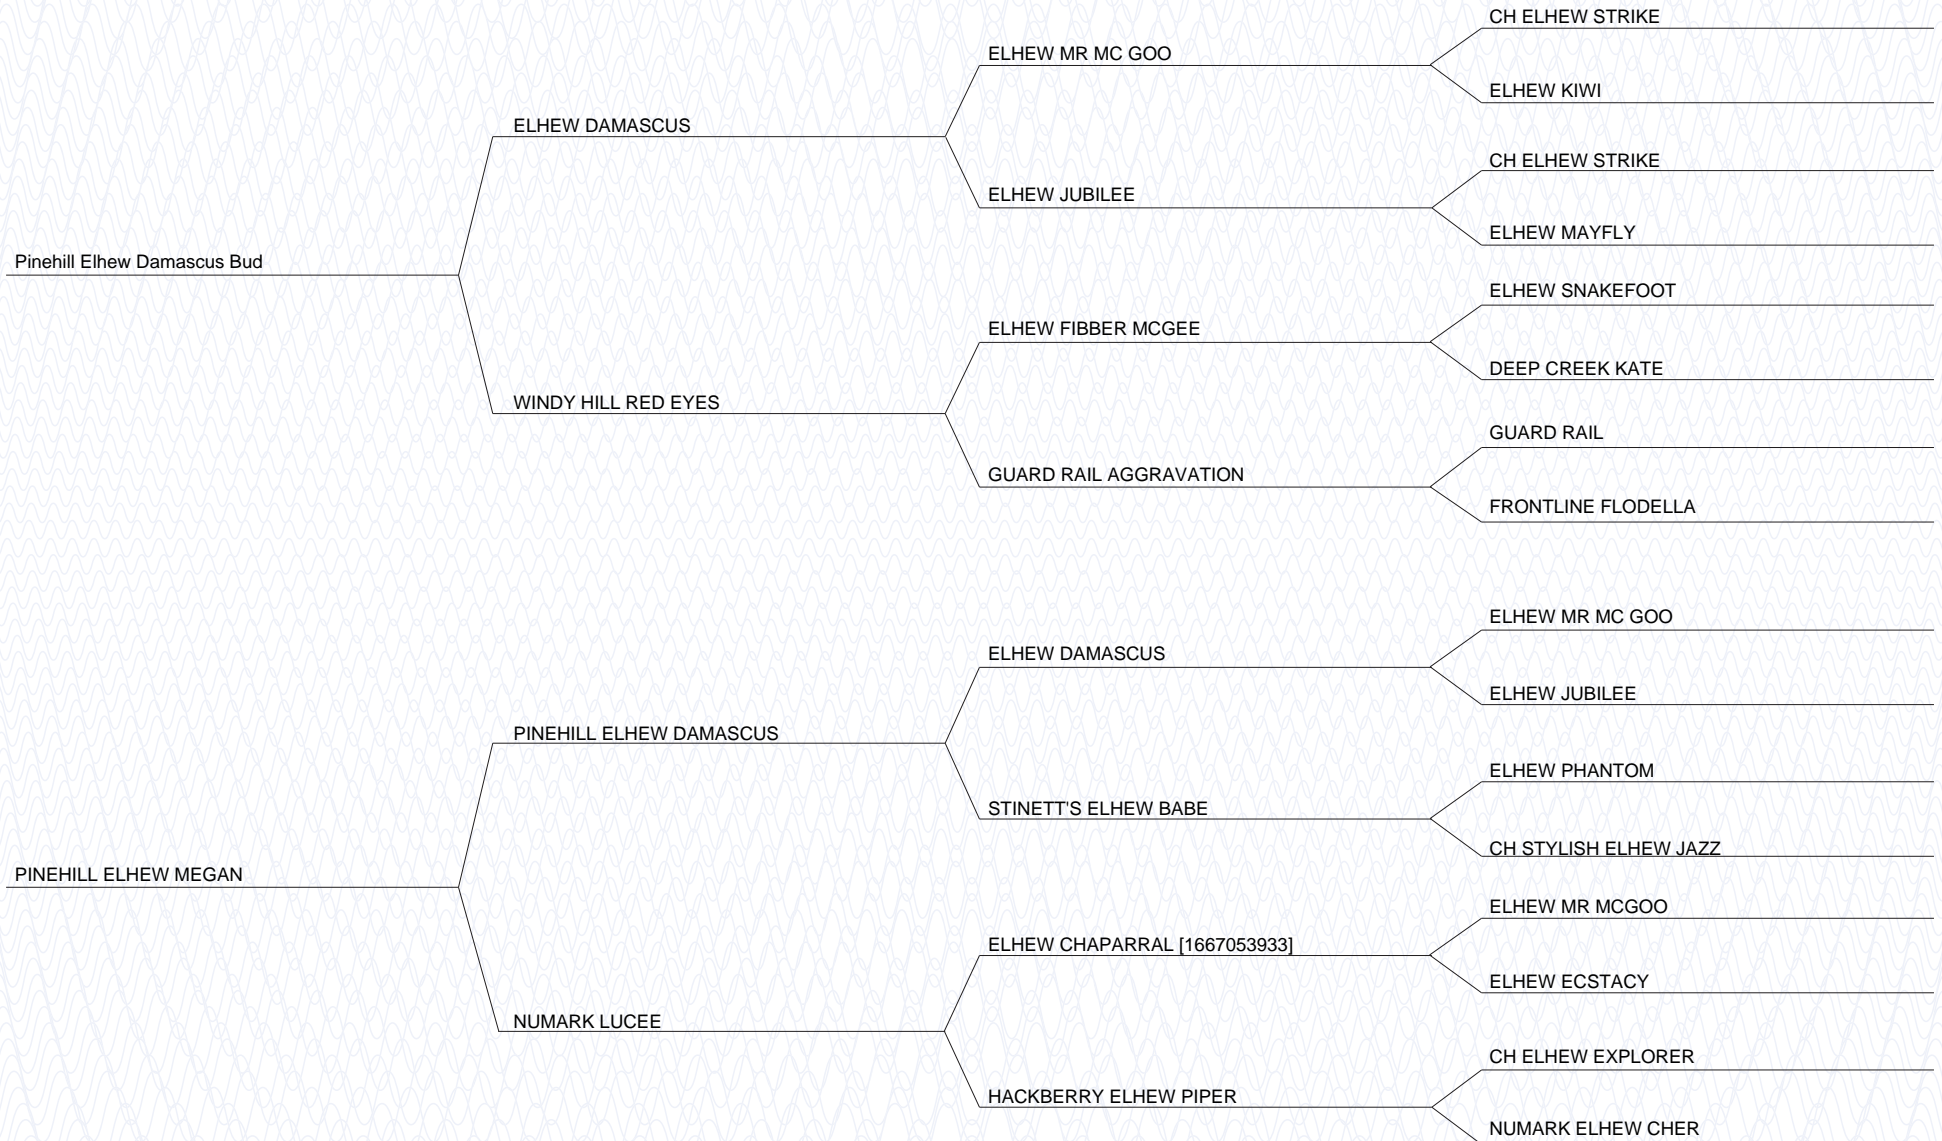 CH ELHEW STRIKE
ELHEW MR MC GOO
ELHEW KIWI
ELHEW DAMASCUS
CH ELHEW STRIKE
ELHEW JUBILEE
ELHEW MAYFLY
Pinehill Elhew Damascus Bud
ELHEW SNAKEFOOT
ELHEW FIBBER MCGEE
DEEP CREEK KATE
WINDY HILL RED EYES
GUARD RAIL
GUARD RAIL AGGRAVATION
FRONTLINE FLODELLA
ELHEW MR MC GOO
ELHEW DAMASCUS
ELHEW JUBILEE
PINEHILL ELHEW DAMASCUS
ELHEW PHANTOM
STINETT'S ELHEW BABE
CH STYLISH ELHEW JAZZ
PINEHILL ELHEW MEGAN
ELHEW MR MCGOO
ELHEW CHAPARRAL [1667053933]
ELHEW ECSTACY
NUMARK LUCEE
CH ELHEW EXPLORER
HACKBERRY ELHEW PIPER
NUMARK ELHEW CHER